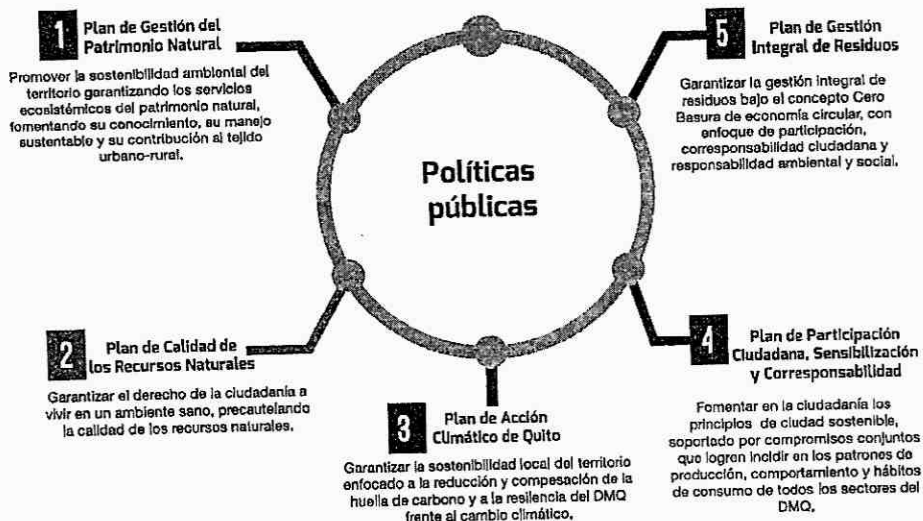 1 Plan de Gestión del
Patrimonio Natural
Promover la sostenibilidad ambiental del
territorio garantizando los servicios
ecosistémicos del patrimonio natural,
fomentando su conocimiento, su manejo
sustentable y su contribución al tejido
urbano-rural.
Políticas
públicas
2 Plan de Calidad de
los Recursos Naturales
Garantizar el derecho de la ciudadanía a
vivir en un ambiente sano, precautelando
la calidad de los recursos naturales.
3 Plan de Acción
Climático de Quito
Garantizar la sostenibilidad local del territorio
enfocado a la reducción y compesación de la
huella de carbono y a la resilencia del DMQ
frente al cambio climático.
4 Plan de Participación
Ciudadana, Sensibilización
y Corresponsabilidad
Fomentar en la ciudadanía los
principios de ciudad sostenible,
soportado por compromisos conjuntos
que logren incidir en los patrones de
producción, comportamiento y hábitos
de consumo de todos los sectores del
DMQ.
5 Plan de Gestión
Integral de Residuos
Garantizar la gestión integral de
residuos bajo el concepto Cero
Basura de economía circular, con
enfoque de participación,
corresponsabilidad ciudadana y
responsabilidad ambiental y social.